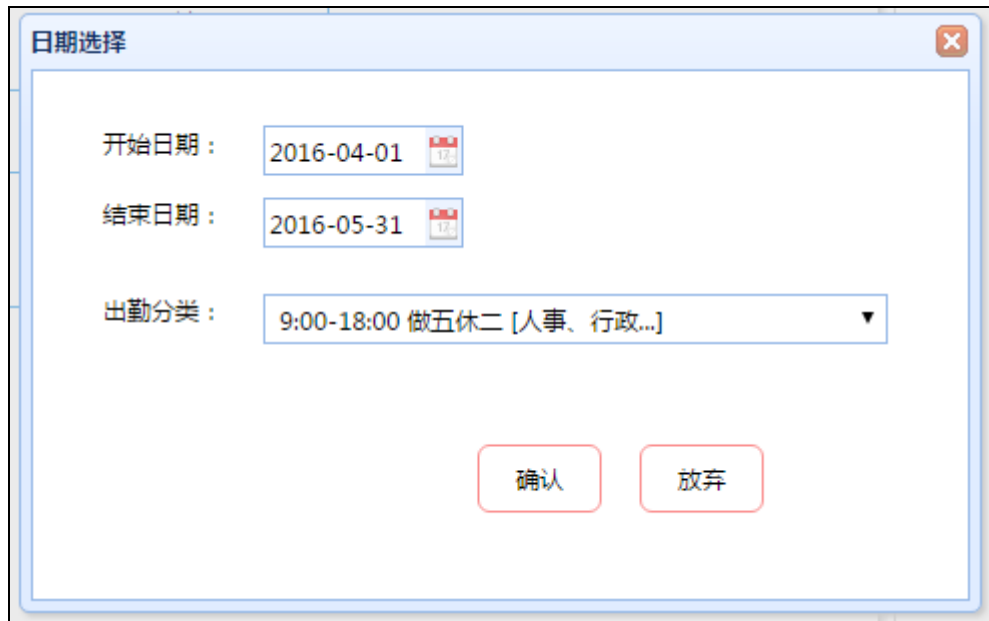 日期选择
开始日期：
2016-04-01
结束日期：
2016-05-31
出勤分类：
9:00-18:00 做五休二 [人事、行政...]
确认
放弃